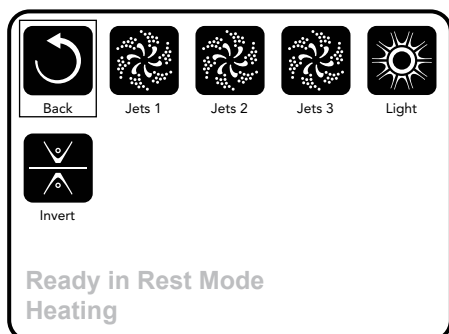 Back
Jets 1
Jets 2
Jets 3
Light
Invert
Ready in Rest Mode
Heating